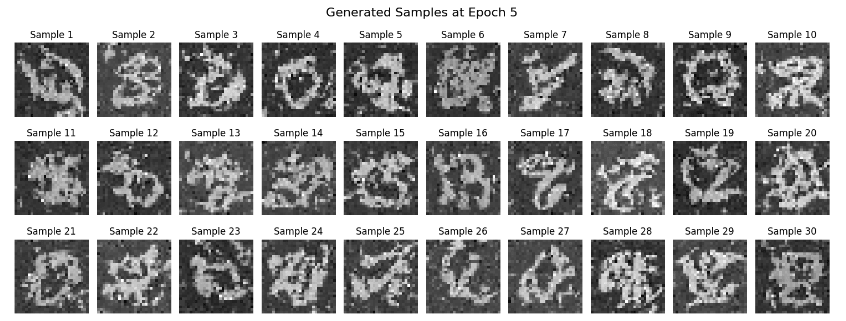 Generated Samples at Epoch 5
Sample 1 Sample 2 Sample 3 Sample 4 Sample 5 Sample 6 Sample 7 Sample 8 Sample 9 Sample 10
Sample 11 Sample 12 Sample 13 Sample 14 Sample 15 Sample 16 Sample 17 Sample 18 Sample 19 Sample 20
Sample 21 Sample 22 Sample 23 Sample 24 Sample 25 Sample 26 Sample 27 Sample 28 Sample 29 Sample 30